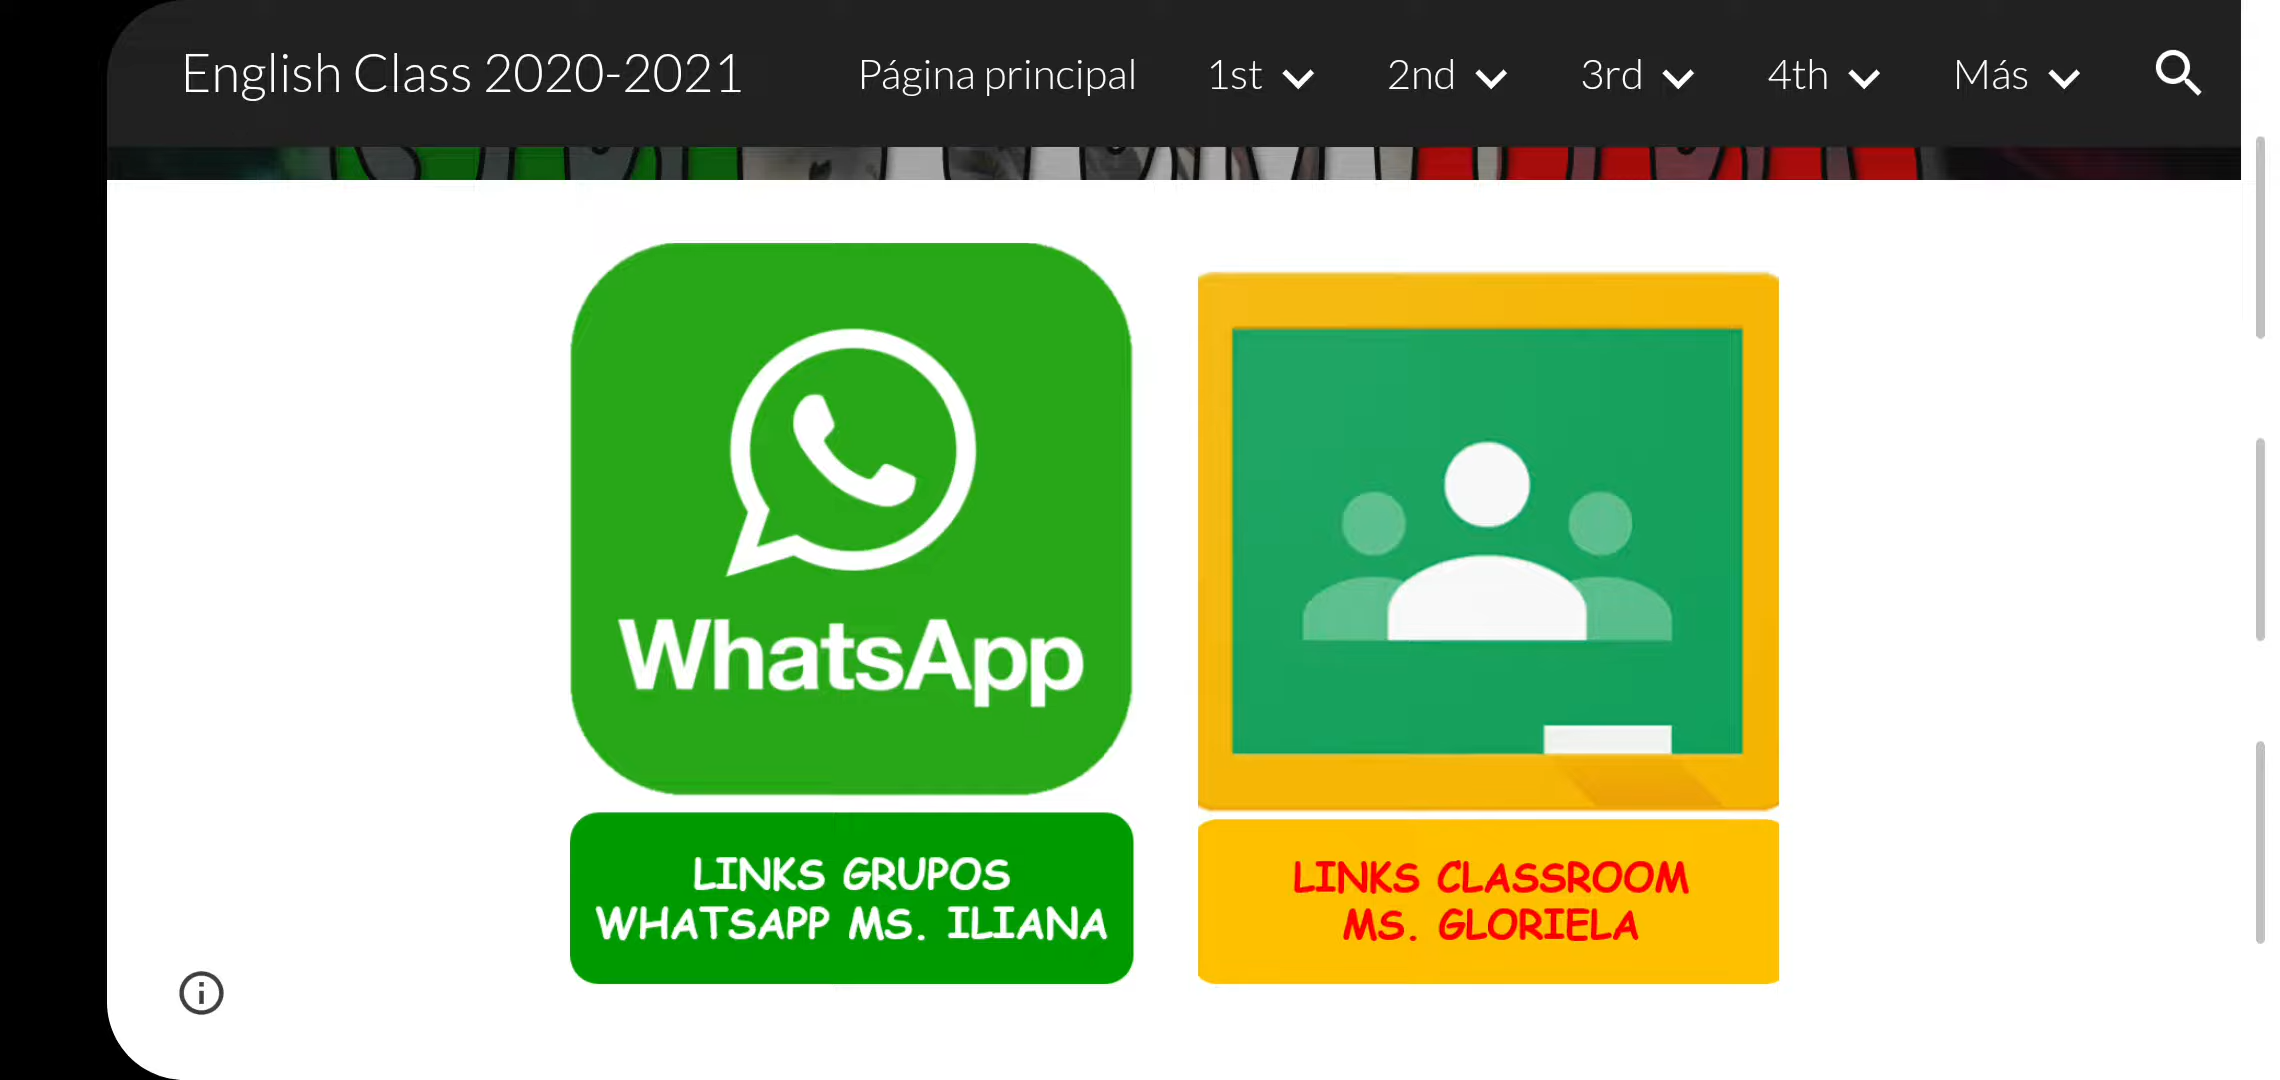 English Class 2020-2021 Página principal 1st 2nd 3rd 4th Más
WhatsApp
LINKS GRUPOS
WHATSAPP MS. ILIANA
LINKS CLASSROOM
MS. GLORIELA